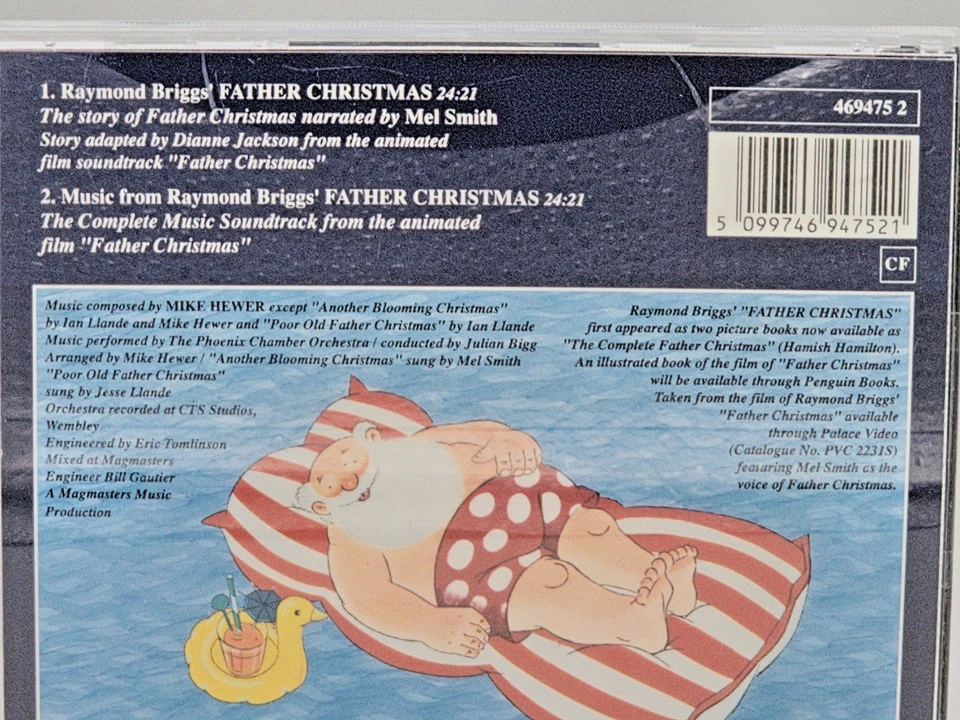 1. Raymond Briggs' FATHER CHRISTMAS 24:21
The story of Father Christmas narrated by Mel Smith
Story adapted by Dianne Jackson from the animated
film soundtrack "Father Christmas"
2. Music from Raymond Briggs' FATHER CHRISTMAS 24:21
The Complete Music Soundtrack from the animated
film "Father Christmas"
469475 2
5 099746 947521
CF
Music composed by MIKE HEWER except "Another Blooming Christmas"
by Ian Llande and Mike Hewer and "Poor Old Father Christmas" by Ian Llande
Music performed by The Phoenix Chamber Orchestra / conducted by Julian Bigg
Arranged by Mike Hewer / "Another Blooming Christmas" sung by Mel Smith
"Poor Old Father Christmas"
sung by Jesse Llande
Orchestra recorded at CTS Studios,
Wembley
Engineered by Eric Tomlinson
Mixed at Magmasters
Engineer Bill Gautier
A Magmasters Music
Production
Raymond Briggs' "FATHER CHRISTMAS"
first appeared as two picture books now available as
"The Complete Father Christmas" (Hamish Hamilton).
An illustrated book of the film of "Father Christmas"
will be available through Penguin Books.
Taken from the film of Raymond Briggs'
"Father Christmas" available
through Palace Video
(Catalogue No. PVC 2231S)
featuring Mel Smith as the
voice of Father Christmas.